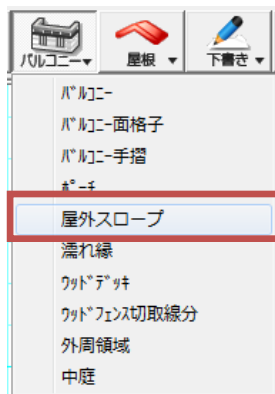 バルコニー▼ 屋根 ▼ 下書き ▼
ﾊﾞﾙｺﾆｰ
ﾊﾞﾙｺﾆｰ面格子
ﾊﾞﾙｺﾆｰ手摺
ﾎﾟｰﾁ
屋外スロープ
濡れ縁
ｳｯﾄﾞﾃﾞｯｷ
ｳｯﾄﾞﾌｪﾝｽ切取線分
外周領域
中庭